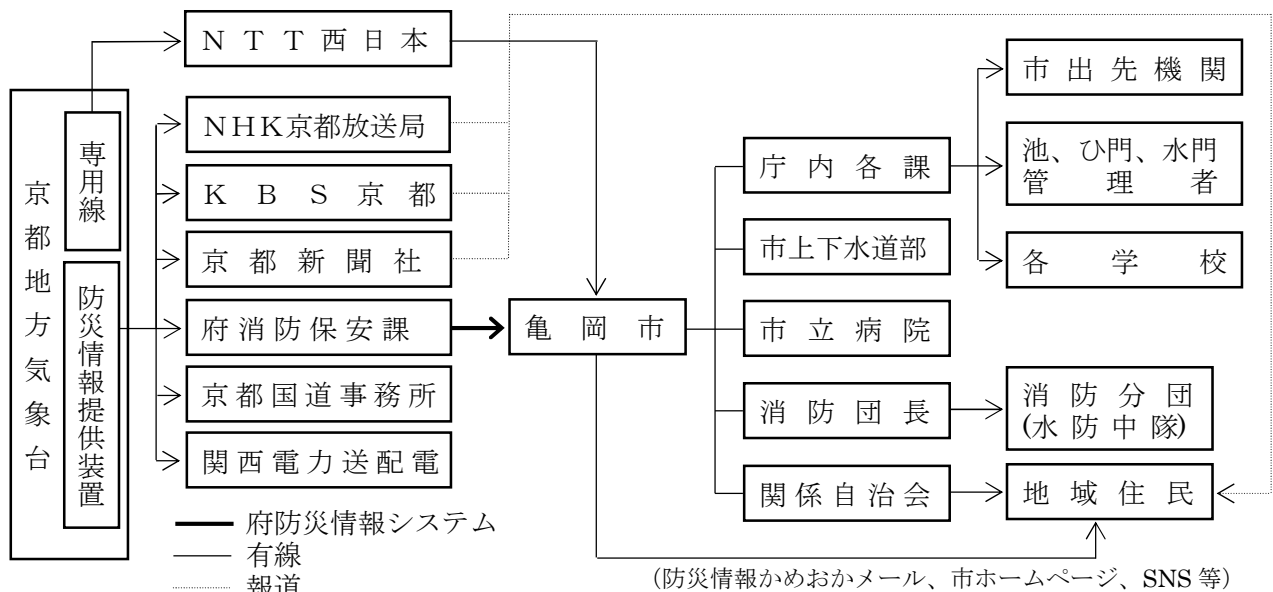 京都地方気象台
専用線
防災情報提供装置
NTT西日本
NHK京都放送局
KBS京都
京都新聞社
府消防保安課
京都国道事務所
関西電力送配電
亀岡市
庁内各課
市上下水道部
市立病院
消防団長
関係自治会
市出先機関
池、ひ門、水門
管理者
各学校
消防分団
(水防中隊)
地域住民
府防災情報システム
有線
報道
(防災情報かめおかメール、市ホームページ、SNS 等)